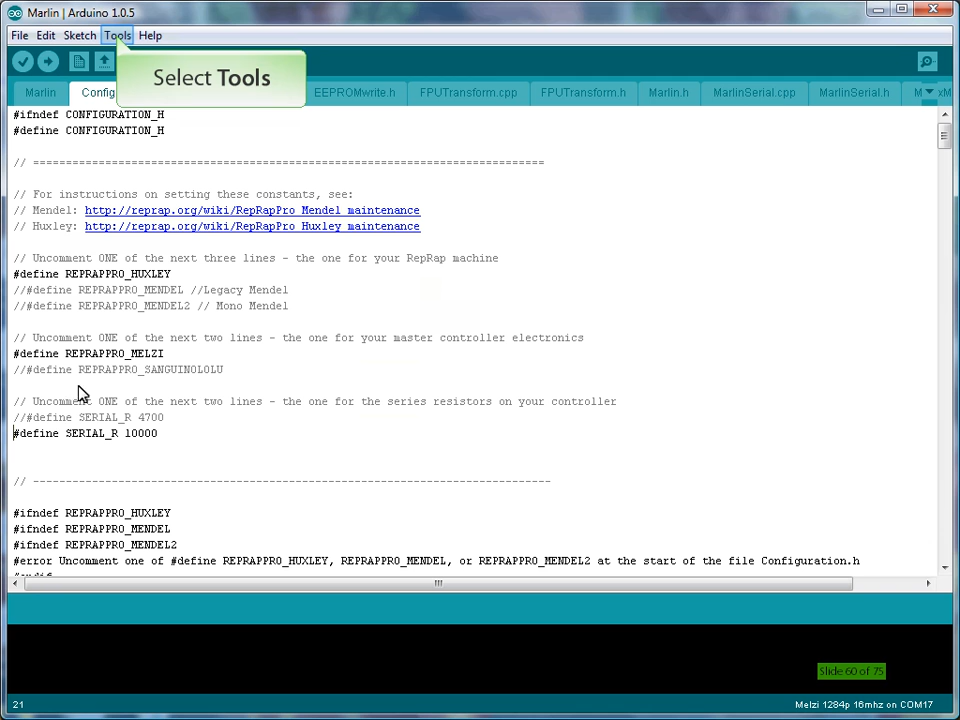 Marlin | Arduino 1.0.5
File Edit Sketch Tools Help
Select Tools
Marlin Config EEPROMwrite.h FPUTransform.cpp FPUTransform.h Marlin.h MarlinSerial.cpp MarlinSerial.h M xM
#ifndef CONFIGURATION_H
#define CONFIGURATION_H
// ==============================================================================
// For instructions on setting these constants, see:
// Mendel: http://reprap.org/wiki/RepRapPro_Mendel_maintenance
// Huxley: http://reprap.org/wiki/RepRapPro_Huxley_maintenance
// Uncomment ONE of the next three lines - the one for your RepRap machine
#define REPRAPPRO_HUXLEY
//#define REPRAPPRO_MENDEL //Legacy Mendel
//#define REPRAPPRO_MENDEL2 // Mono Mendel
// Uncomment ONE of the next two lines - the one for your master controller electronics
#define REPRAPPRO_MELZI
//#define REPRAPPRO_SANGUINOLOLU
// Uncomment ONE of the next two lines - the one for the series resistors on your controller
//#define SERIAL_R 4700
#define SERIAL_R 10000
// -------------------------------------------------------------------------------
#ifndef REPRAPPRO_HUXLEY
#ifndef REPRAPPRO_MENDEL
#ifndef REPRAPPRO_MENDEL2
#error Uncomment one of #define REPRAPPRO_HUXLEY, REPRAPPRO_MENDEL, or REPRAPPRO_MENDEL2 at the start of the file Configuration.h
#endif
Slide 60 of 75
21 Melzi 1284p 16mhz on COM17